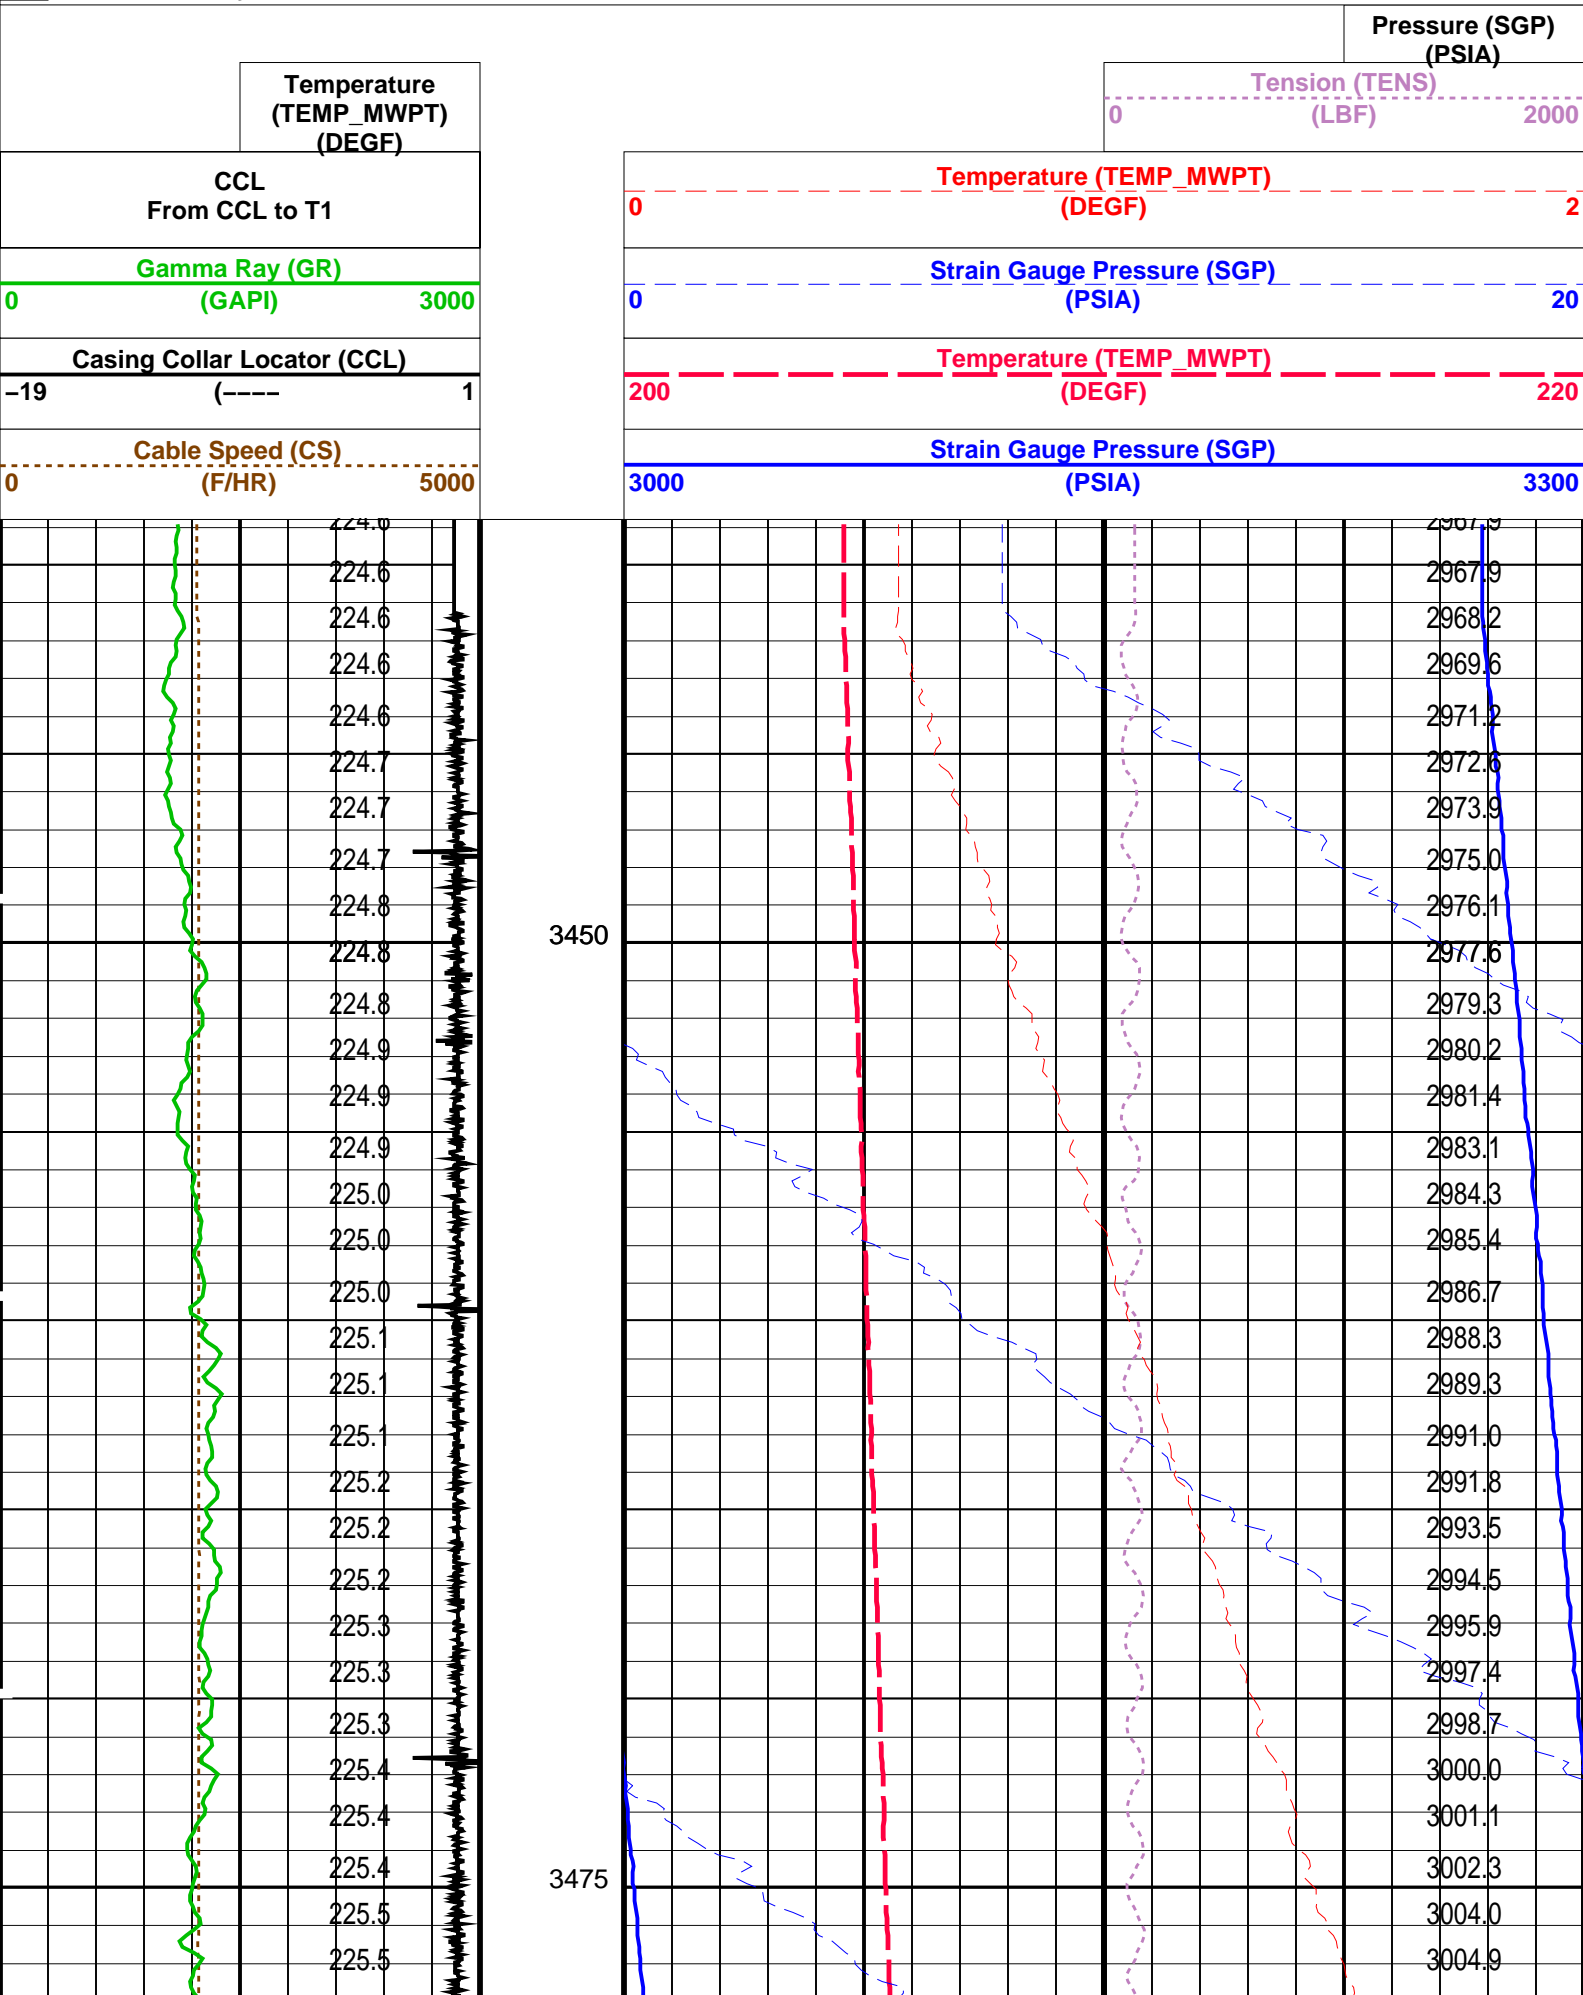 Pressure (SGP)
(PSIA)
Temperature
(TEMP_MWPT)
(DEGF)
Tension (TENS)
0 (LBF) 2000
CCL
From CCL to T1
Temperature (TEMP_MWPT)
0 (DEGF) 2
Gamma Ray (GR)
0 (GAPI) 3000
Strain Gauge Pressure (SGP)
0 (PSIA) 20
Casing Collar Locator (CCL)
−19 (−−−− 1
Temperature (TEMP_MWPT)
200 (DEGF) 220
Cable Speed (CS)
0 (F/HR) 5000
Strain Gauge Pressure (SGP)
3000 (PSIA) 3300
224.6 2967.9
224.6 2967.9
224.6 2968.2
224.6 2969.6
224.6 2971.2
224.7 2972.6
224.7 2973.9
224.7 2975.0
224.8 2976.1
3450
224.8 2977.6
224.8 2979.3
224.9 2980.2
224.9 2981.4
224.9 2983.1
225.0 2984.3
225.0 2985.4
225.0 2986.7
225.1 2988.3
225.1 2989.3
225.1 2991.0
225.2 2991.8
225.2 2993.5
225.2 2994.5
225.3 2995.9
225.3 2997.4
225.3 2998.7
225.4 3000.0
225.4 3001.1
225.4 3002.3
3475
225.5 3004.0
225.5 3004.9